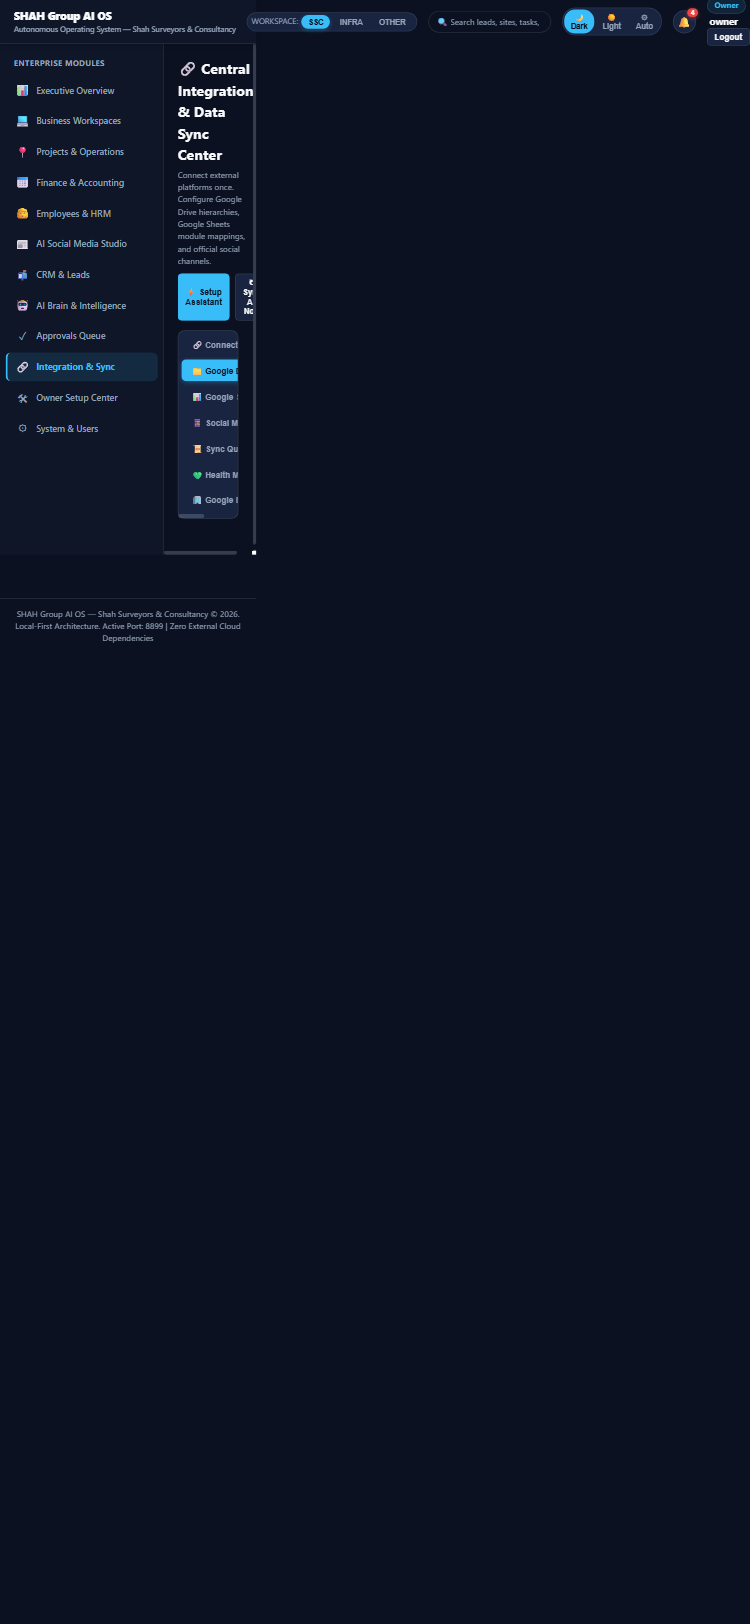 SHAH Group AI OS
Autonomous Operating System — Shah Surveyors & Consultancy
WORKSPACE: SSC INFRA OTHER
Search leads, sites, tasks,
Dark Light Auto
4
Owner
owner
Logout
ENTERPRISE MODULES
Executive Overview
Business Workspaces
Projects & Operations
Finance & Accounting
Employees & HRM
AI Social Media Studio
CRM & Leads
AI Brain & Intelligence
Approvals Queue
Integration & Sync
Owner Setup Center
System & Users
Central
Integration
& Data
Sync
Center
Connect external
platforms once.
Configure Google
Drive hierarchies,
Google Sheets
module mappings,
and official social
channels.
Setup
Assistant
Connect
Google
Google
Social M
Sync Qu
Health M
Google
SHAH Group AI OS — Shah Surveyors & Consultancy © 2026.
Local-First Architecture. Active Port: 8899 | Zero External Cloud
Dependencies